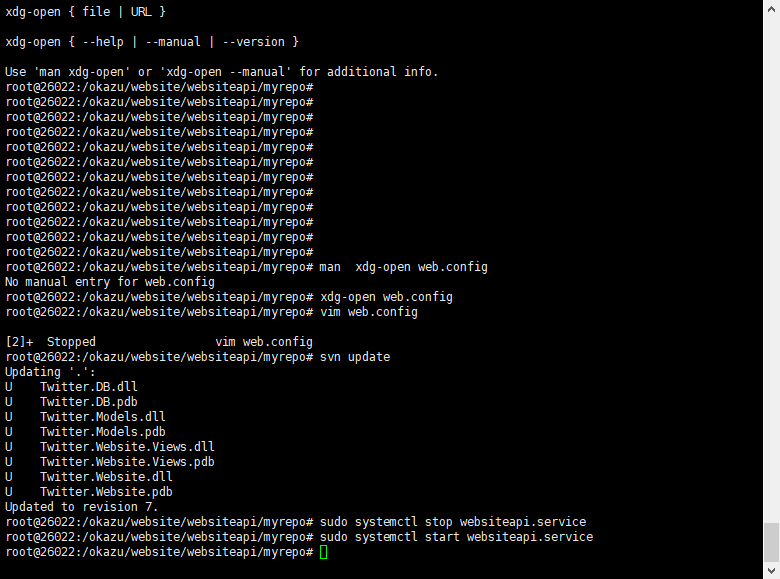 xdg-open { file | URL }
xdg-open { --help | --manual | --version }
Use 'man xdg-open' or 'xdg-open --manual' for additional info.
root@26022:/okazu/website/websiteapi/myrepo#
root@26022:/okazu/website/websiteapi/myrepo#
root@26022:/okazu/website/websiteapi/myrepo#
root@26022:/okazu/website/websiteapi/myrepo#
root@26022:/okazu/website/websiteapi/myrepo#
root@26022:/okazu/website/websiteapi/myrepo#
root@26022:/okazu/website/websiteapi/myrepo#
root@26022:/okazu/website/websiteapi/myrepo#
root@26022:/okazu/website/websiteapi/myrepo#
root@26022:/okazu/website/websiteapi/myrepo#
root@26022:/okazu/website/websiteapi/myrepo#
root@26022:/okazu/website/websiteapi/myrepo#
root@26022:/okazu/website/websiteapi/myrepo# man  xdg-open web.config
No manual entry for web.config
root@26022:/okazu/website/websiteapi/myrepo# xdg-open web.config
root@26022:/okazu/website/websiteapi/myrepo# vim web.config
[2]+  Stopped                 vim web.config
root@26022:/okazu/website/websiteapi/myrepo# svn update
Updating '.':
U    Twitter.DB.dll
U    Twitter.DB.pdb
U    Twitter.Models.dll
U    Twitter.Models.pdb
U    Twitter.Website.Views.dll
U    Twitter.Website.Views.pdb
U    Twitter.Website.dll
U    Twitter.Website.pdb
Updated to revision 7.
root@26022:/okazu/website/websiteapi/myrepo# sudo systemctl stop websiteapi.service
root@26022:/okazu/website/websiteapi/myrepo# sudo systemctl start websiteapi.service
root@26022:/okazu/website/websiteapi/myrepo#